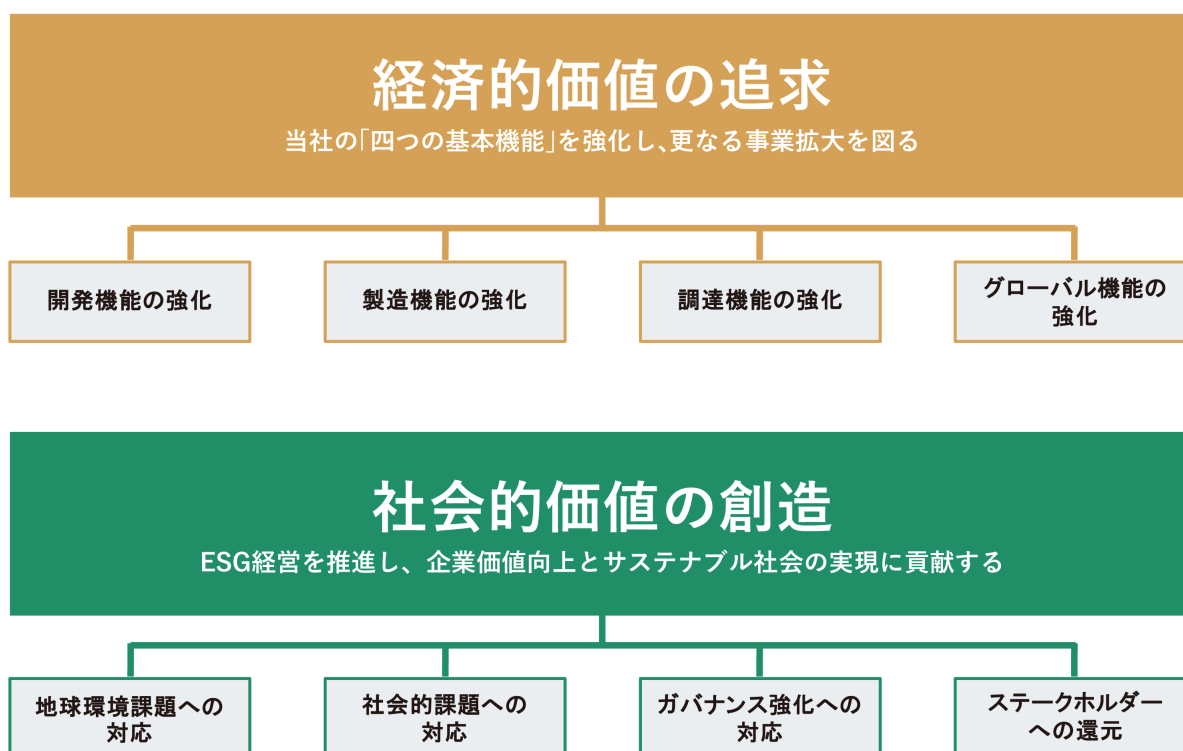 経済的価値の追求
当社の「四つの基本機能」を強化し、更なる事業拡大を図る
開発機能の強化
製造機能の強化
調達機能の強化
グローバル機能の
強化
社会的価値の創造
ESG経営を推進し、企業価値向上とサステナブル社会の実現に貢献する
地球環境課題への
対応
社会的課題への
対応
ガバナンス強化への
対応
ステークホルダー
への還元